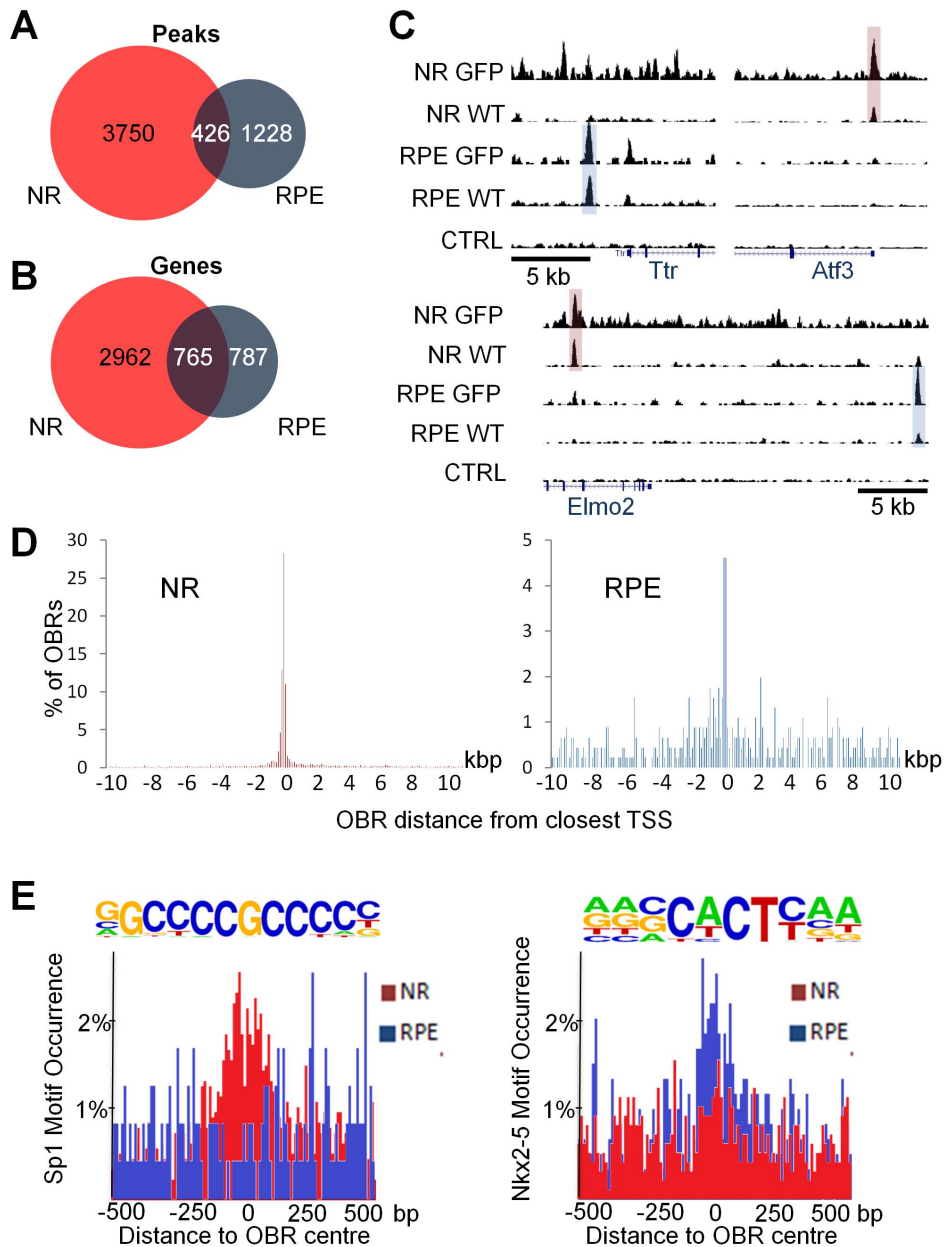 A
Peaks
3750
426
1228
NR
RPE
B
Genes
2962
765
787
NR
RPE
C
NR GFP
NR WT
RPE GFP
RPE WT
CTRL
5 kb
Ttr
Ttr
Atf3
NR GFP
NR WT
RPE GFP
RPE WT
CTRL
Elmo2
5 kb
D
% of OBRs
30
25
20
15
10
5
0
NR
-10 -8 -6 -4 -2 0 2 4 6 8 10
kbp
5
4
3
2
1
0
RPE
-10 -8 -6 -4 -2 0 2 4 6 8 10
kbp
OBR distance from closest TSS
E
GGCCCCGCCCCC
Sp1 Motif Occurrence
2%
1%
NR
RPE
-500 -250 0 250 500 bp
Distance to OBR centre
AACCACTCAA
Nkx2-5 Motif Occurrence
2%
1%
NR
RPE
-500 -250 0 250 500 bp
Distance to OBR centre